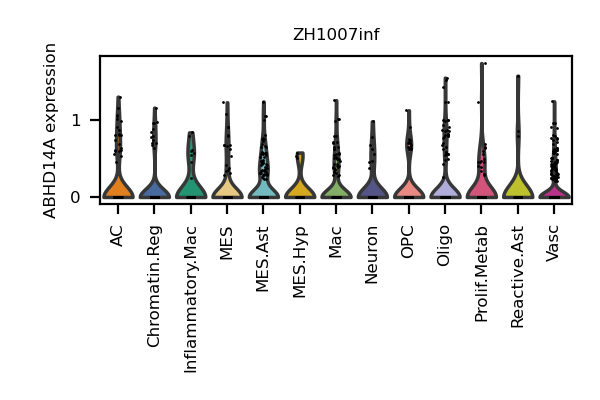 ZH1007inf
ABHD14A expression
1
0
AC
Chromatin.Reg
Inflammatory.Mac
MES
MES.Ast
MES.Hyp
Mac
Neuron
OPC
Oligo
Prolif.Metab
Reactive.Ast
Vasc